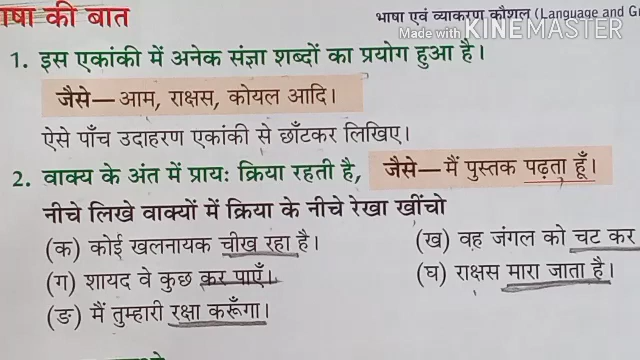 भाषा की बात
भाषा एवं व्याकरण कौशल (Language and Gr
Made with KINEMASTER
1. इस एकांकी में अनेक संज्ञा शब्दों का प्रयोग हुआ है।
जैसे— आम, राक्षस, कोयल आदि।
ऐसे पाँच उदाहरण एकांकी से छाँटकर लिखिए।
2. वाक्य के अंत में प्रायः क्रिया रहती है, जैसे— मैं पुस्तक पढ़ता हूँ।
नीचे लिखे वाक्यों में क्रिया के नीचे रेखा खींचो
(क) कोई खलनायक चीख रहा है। (ख) वह जंगल को चट कर
(ग) शायद वे कुछ कर पाएँ। (घ) राक्षस मारा जाता है।
(ङ) मैं तुम्हारी रक्षा करूँगा।